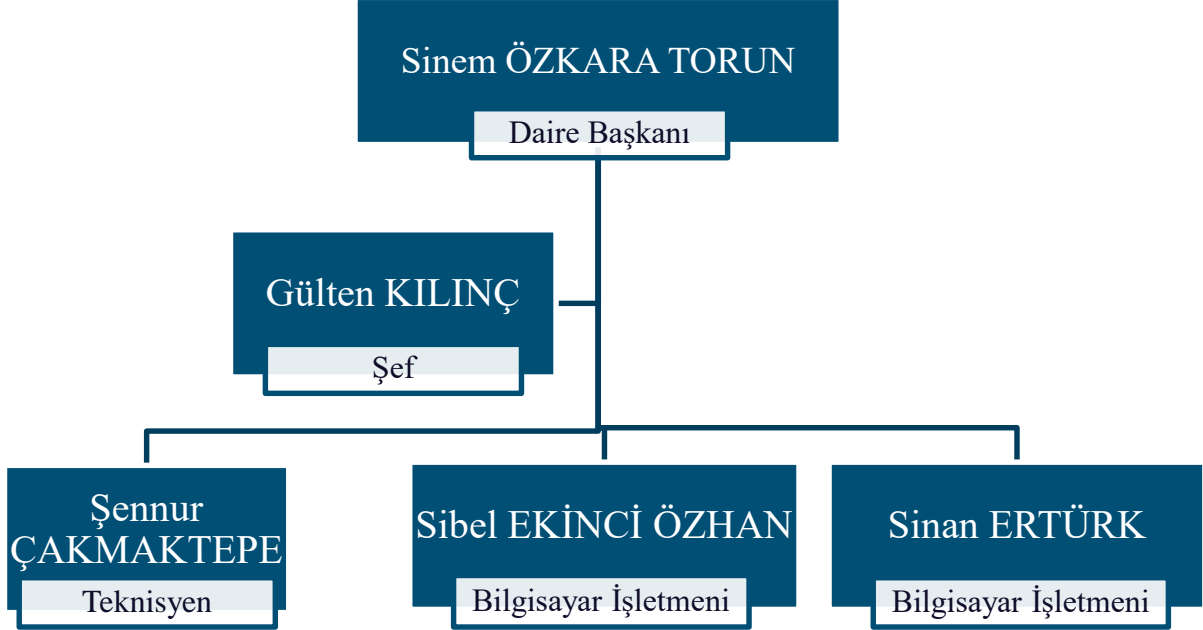 Sinem ÖZKARA TORUN
Daire Başkanı
Gülten KILINÇ
Şef
Şennur
ÇAKMAKTEPE
Teknisyen
Sibel EKİNCİ ÖZHAN
Bilgisayar İşletmeni
Sinan ERTÜRK
Bilgisayar İşletmeni